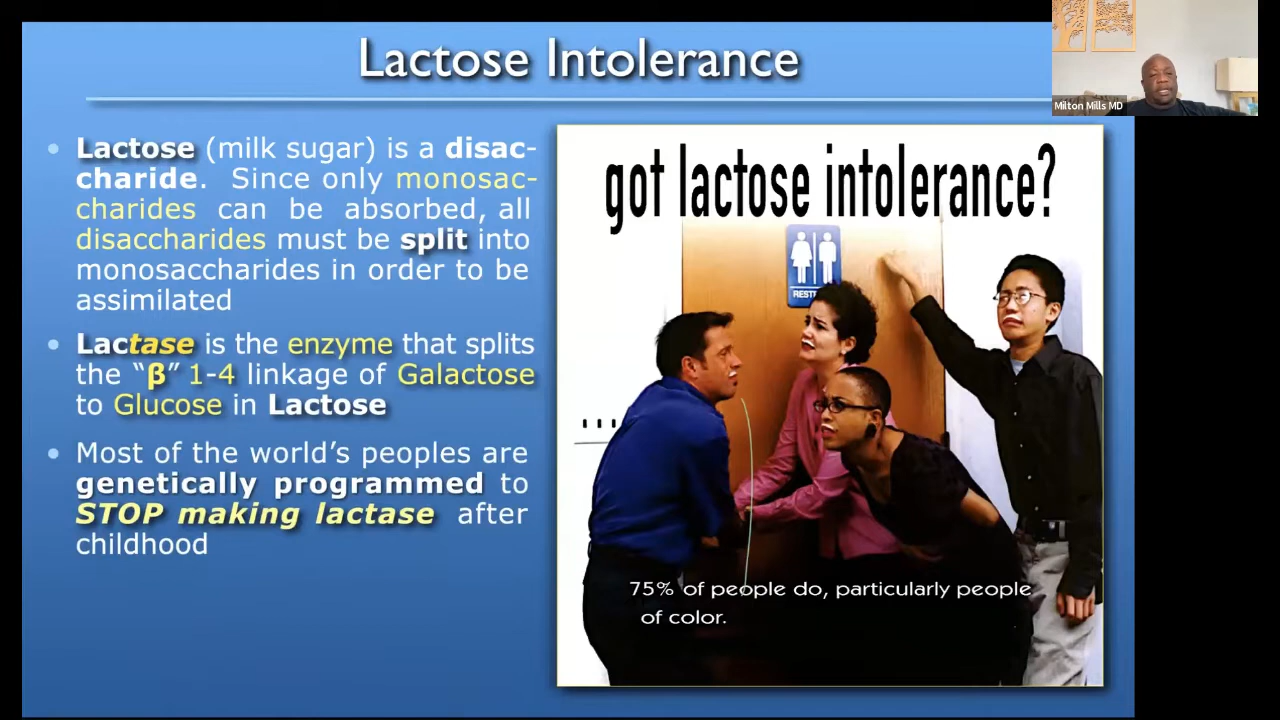 Lactose Intolerance
Milton Mills MD
• Lactose (milk sugar) is a disac-
charide. Since only monosac-
charides can be absorbed, all
disaccharides must be split into
monosaccharides in order to be
assimilated
• Lactase is the enzyme that splits
the “β” 1-4 linkage of Galactose
to Glucose in Lactose
• Most of the world’s peoples are
genetically programmed to
STOP making lactase after
childhood
got lactose intolerance?
75% of people do, particularly people
of color.